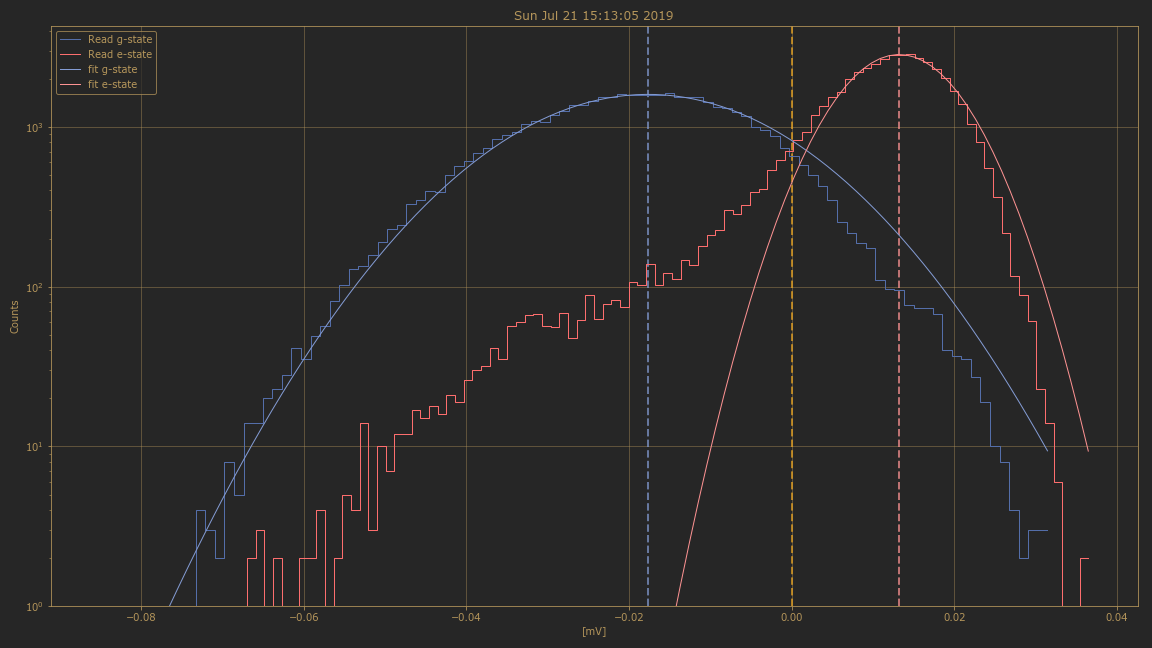 Sun Jul 21 15:13:05 2019
Read g-state
Read e-state
fit g-state
fit e-state
Counts
10³
10²
10¹
10⁰
−0.08
−0.06
−0.04
−0.02
0.00
0.02
0.04
[mV]